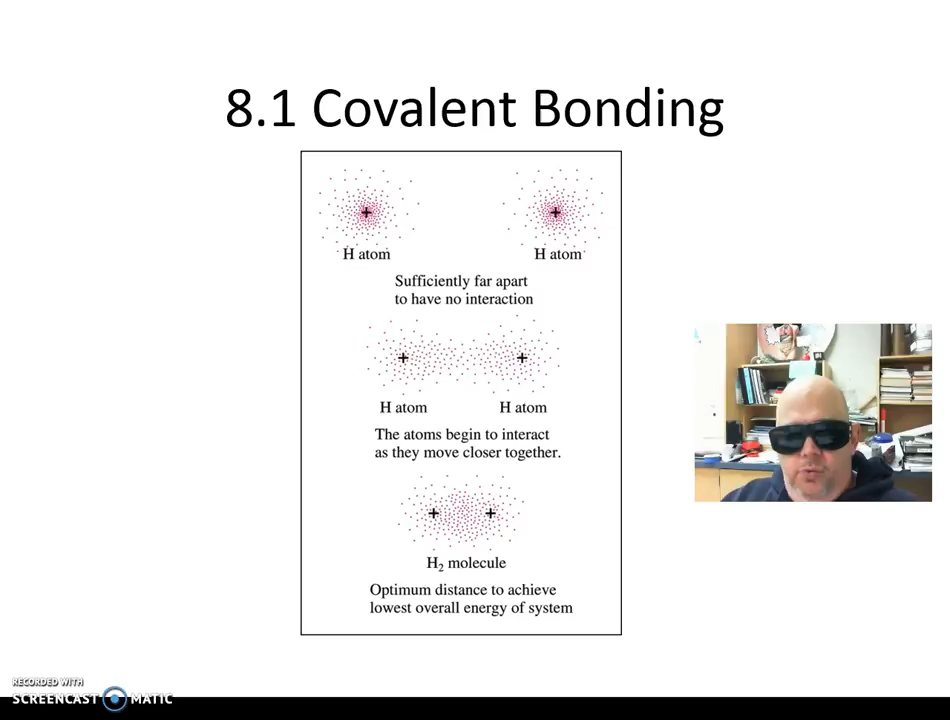 8.1 Covalent Bonding
+ +
H atom H atom
Sufficiently far apart
to have no interaction
+ +
H atom H atom
The atoms begin to interact
as they move closer together.
+ +
H₂ molecule
Optimum distance to achieve
lowest overall energy of system
RECORDED WITH
SCREENCAST MATIC